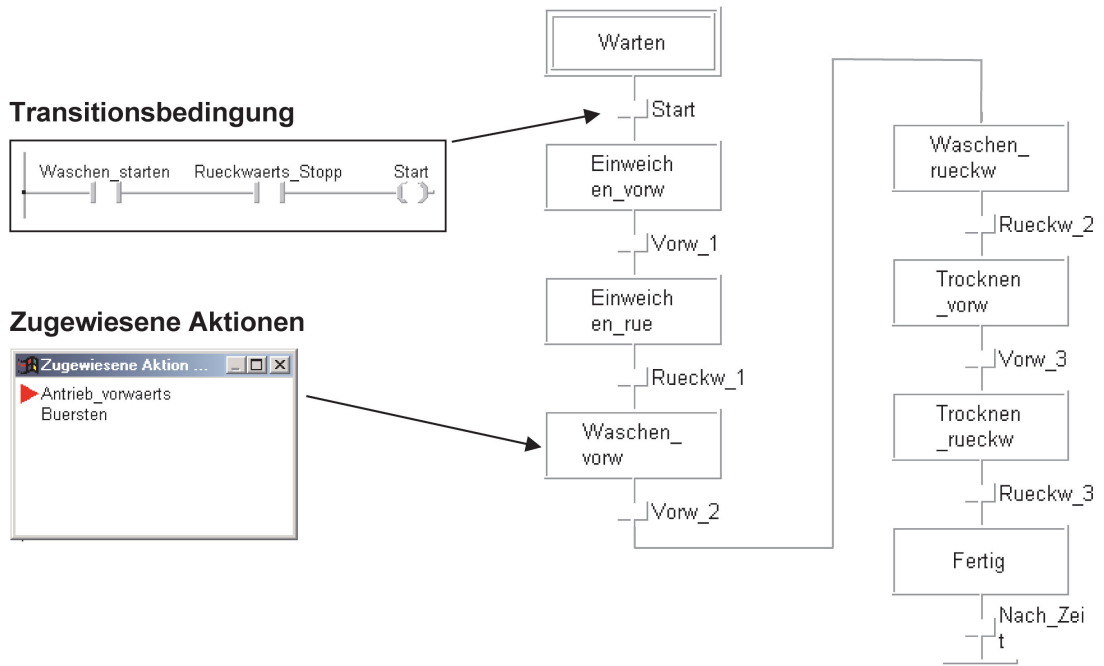 Transitionsbedingung
Waschen_starten Rueckwaerts_Stopp Start
Zugewiesene Aktionen
Zugewiesene Aktion ...
Antrieb_vorwaerts
Buersten
Warten
Start
Einweich
en_vorw
Vorw_1
Einweich
en_rue
Rueckw_1
Waschen_
vorw
Vorw_2
Waschen_
rueckw
Rueckw_2
Trocknen
_vorw
Vorw_3
Trocknen
_rueckw
Rueckw_3
Fertig
Nach_Zei
t